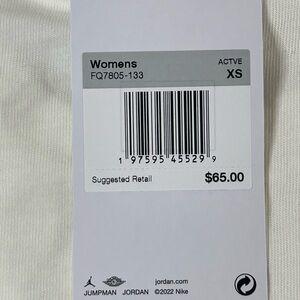 Womens ACTVE
FQ7805-133 XS
1 97595 45529 9
Suggested Retail $65.00
jordan.com
JUMPMAN JORDAN ©2022 Nike